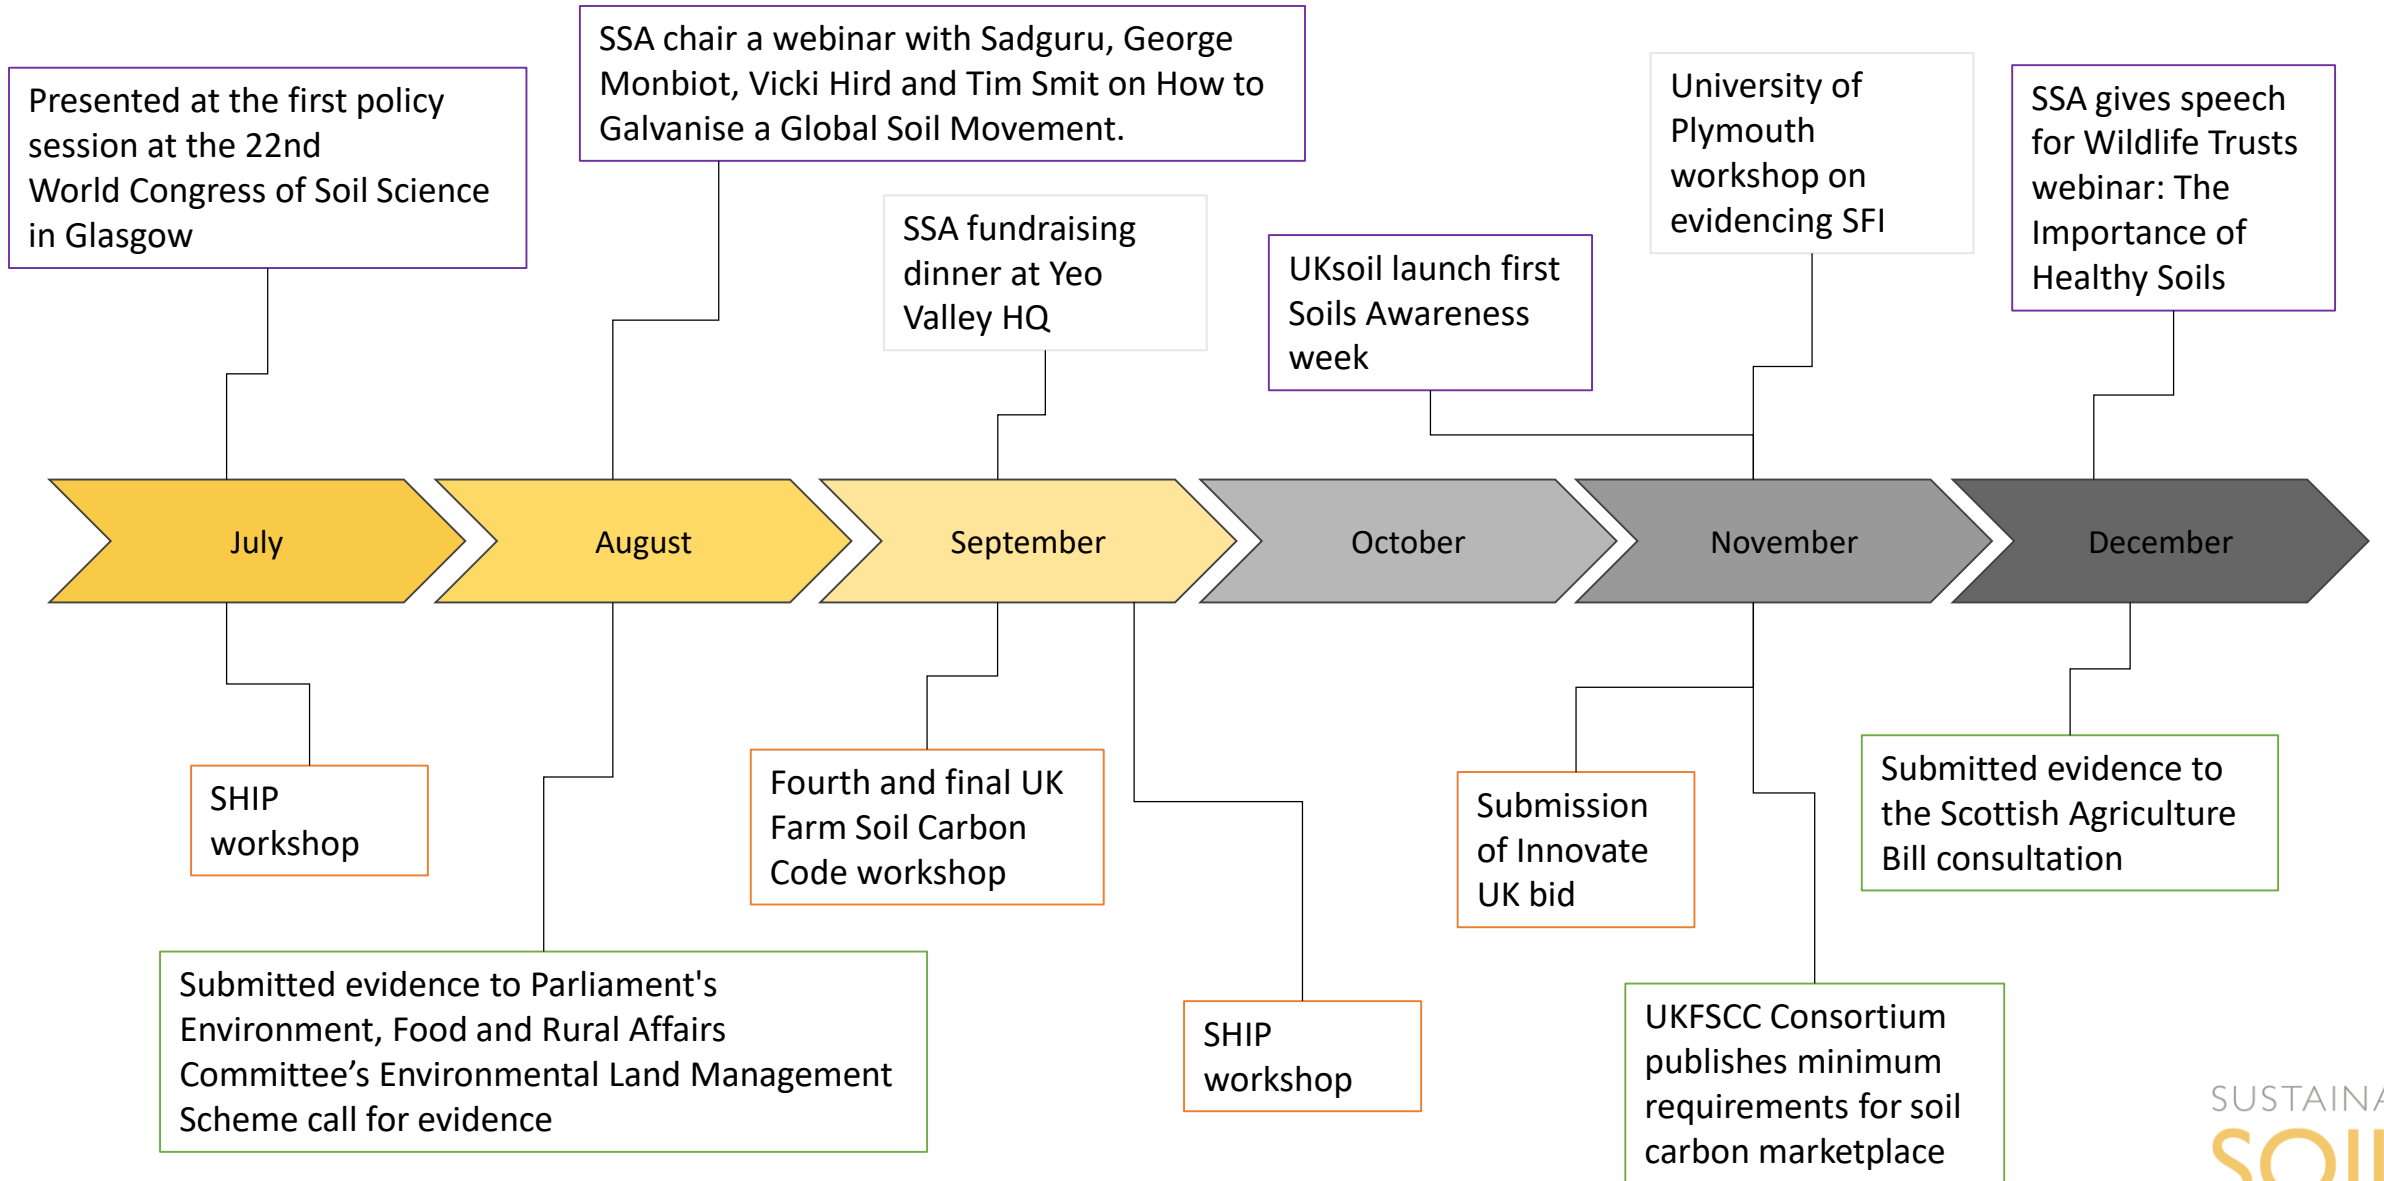 Presented at the first policy
session at the 22nd
World Congress of Soil Science
in Glasgow
SSA chair a webinar with Sadguru, George
Monbiot, Vicki Hird and Tim Smit on How to
Galvanise a Global Soil Movement.
SSA fundraising
dinner at Yeo
Valley HQ
UKsoil launch first
Soils Awareness
week
University of
Plymouth
workshop on
evidencing SFI
SSA gives speech
for Wildlife Trusts
webinar: The
Importance of
Healthy Soils
July
August
September
October
November
December
SHIP
workshop
Submitted evidence to Parliament's
Environment, Food and Rural Affairs
Committee’s Environmental Land Management
Scheme call for evidence
Fourth and final UK
Farm Soil Carbon
Code workshop
SHIP
workshop
Submission
of Innovate
UK bid
UKFSCC Consortium
publishes minimum
requirements for soil
carbon marketplace
Submitted evidence to
the Scottish Agriculture
Bill consultation